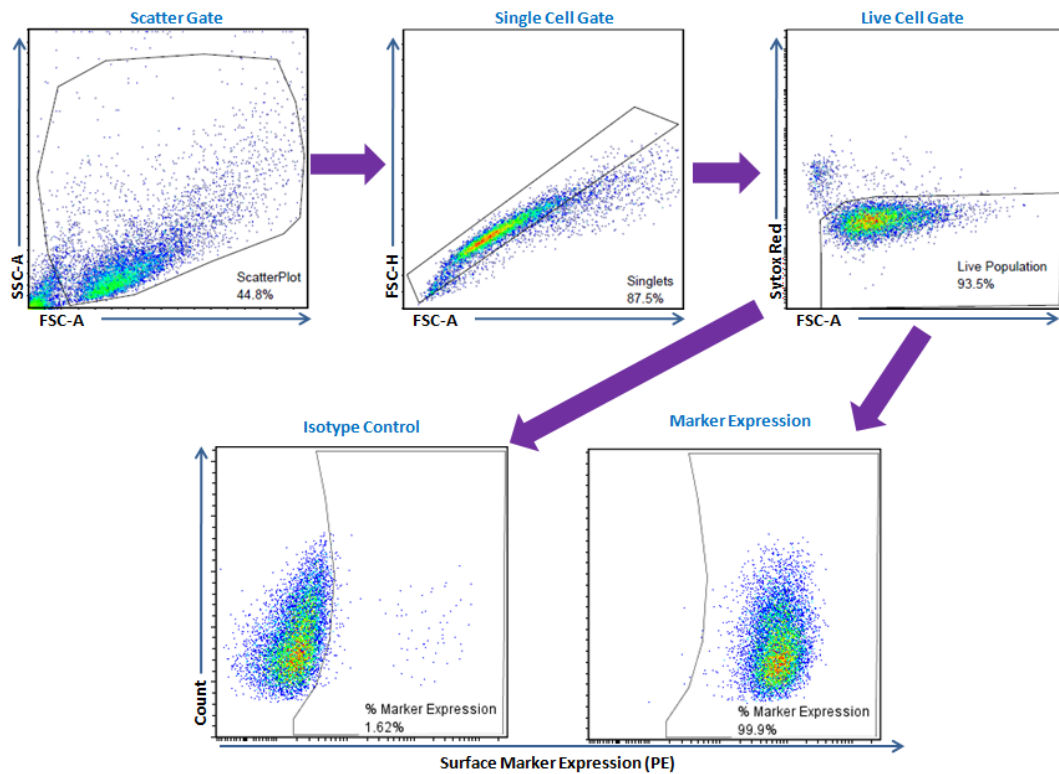 Scatter Gate
Single Cell Gate
Live Cell Gate
SSC-A
ScatterPlot
44.8%
FSC-A
FSC-H
Singlets
87.5%
FSC-A
Sytox Red
Live Population
93.5%
FSC-A
Isotype Control
Marker Expression
Count
% Marker Expression
1.62%
% Marker Expression
99.9%
Surface Marker Expression (PE)